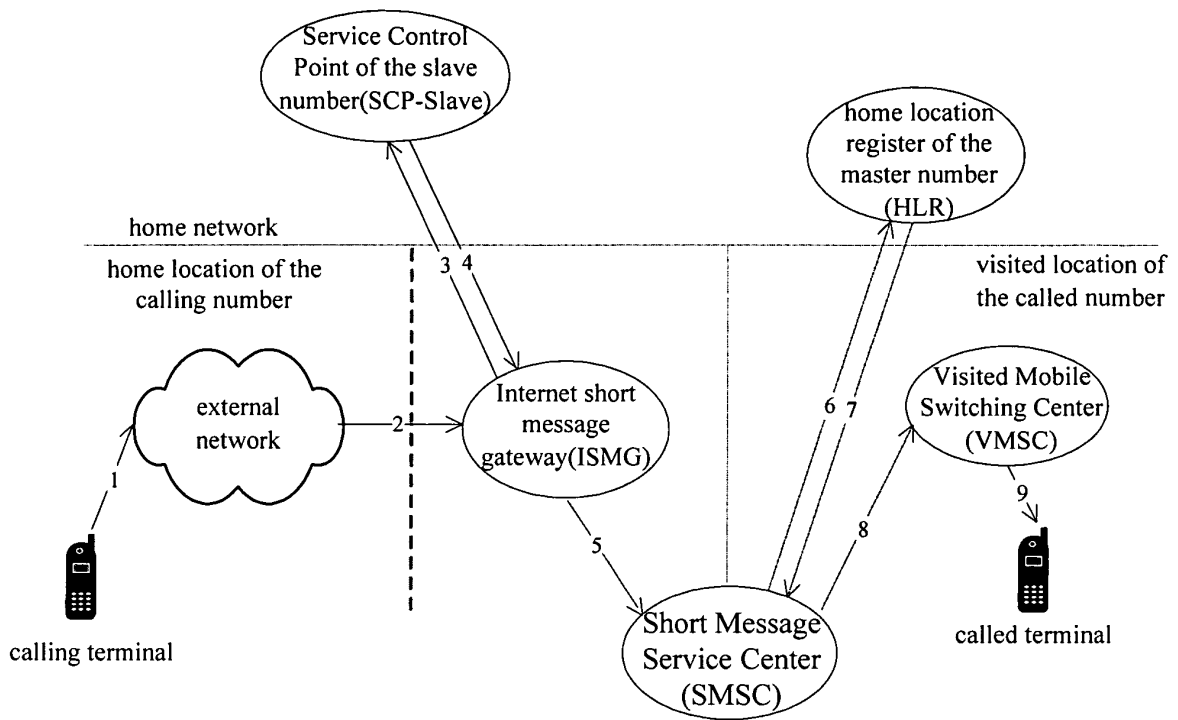 Service Control
Point of the slave
number(SCP-Slave)
home location
register of the
master number
(HLR)
home network
home location of the
calling number
3
4
visited location of
the called number
external
network
1
2
Internet short
message
gateway(ISMG)
6
7
Visited Mobile
Switching Center
(VMSC)
5
8
9
calling terminal
Short Message
Service Center
(SMSC)
called terminal